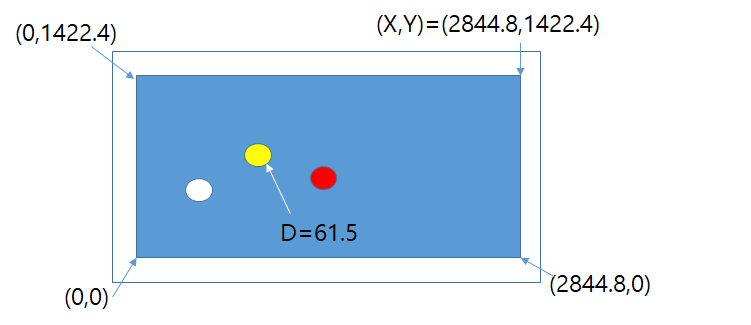 (0,1422.4)
(X,Y)=(2844.8,1422.4)
D=61.5
(0,0)
(2844.8,0)